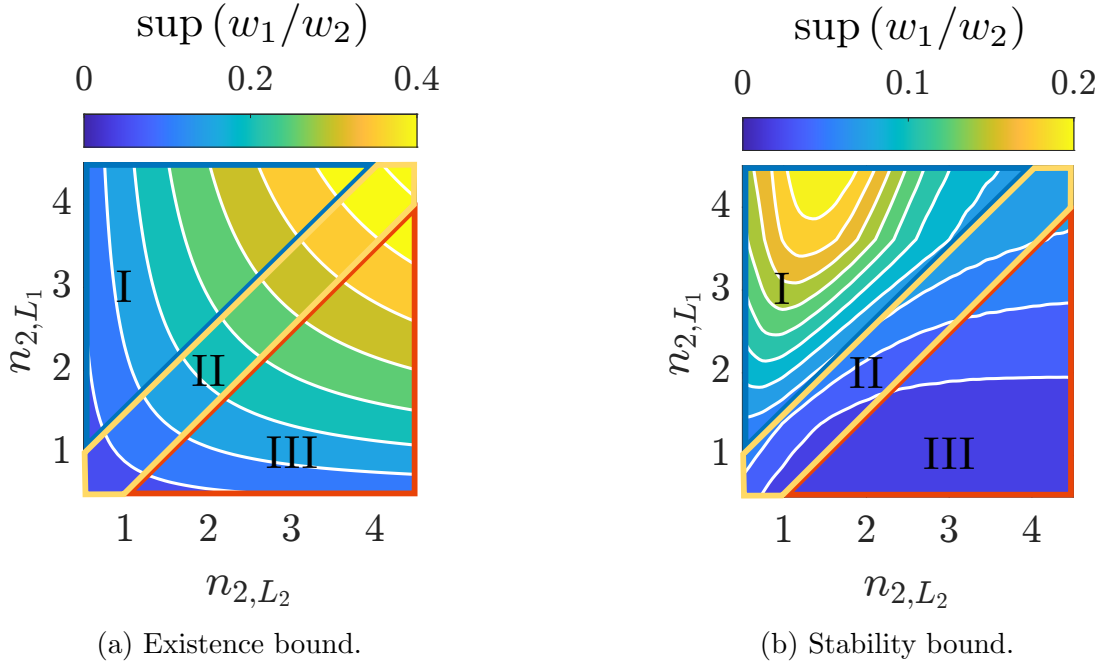 sup (w₁/w₂)
0 0.2 0.4
4
3
2
1
n₂,L₁
I
II
III
1 2 3 4
n₂,L₂
(a) Existence bound.
sup (w₁/w₂)
0 0.1 0.2
4
3
2
1
n₂,L₁
I
II
III
1 2 3 4
n₂,L₂
(b) Stability bound.